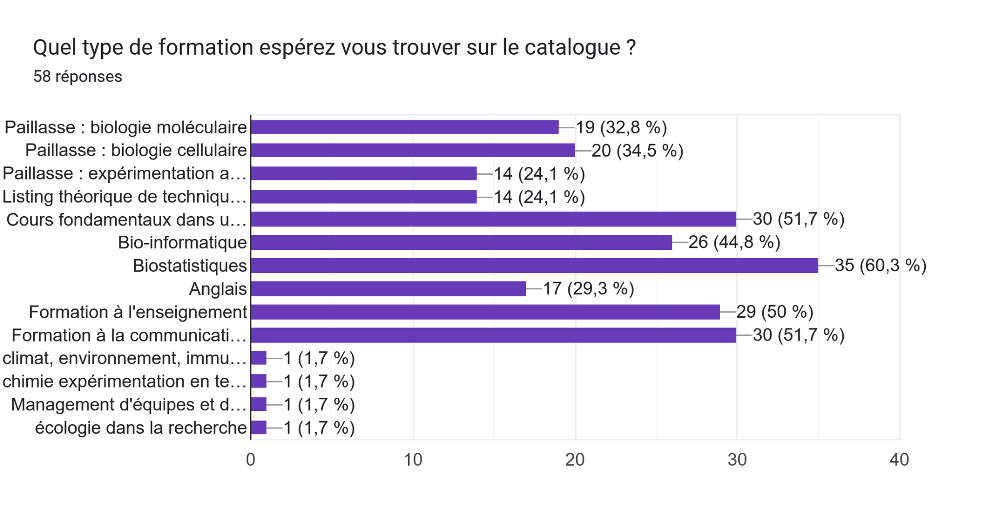 Quel type de formation espérez vous trouver sur le catalogue ?
58 réponses
Paillasse : biologie moléculaire 19 (32,8 %)
Paillasse : biologie cellulaire 20 (34,5 %)
Paillasse : expérimentation a… 14 (24,1 %)
Listing théorique de techniqu… 14 (24,1 %)
Cours fondamentaux dans u… 30 (51,7 %)
Bio-informatique 26 (44,8 %)
Biostatistiques 35 (60,3 %)
Anglais 17 (29,3 %)
Formation à l'enseignement 29 (50 %)
Formation à la communicati… 30 (51,7 %)
climat, environnement, immu… 1 (1,7 %)
chimie expérimentation en te… 1 (1,7 %)
Management d'équipes et d… 1 (1,7 %)
écologie dans la recherche 1 (1,7 %)
0 10 20 30 40